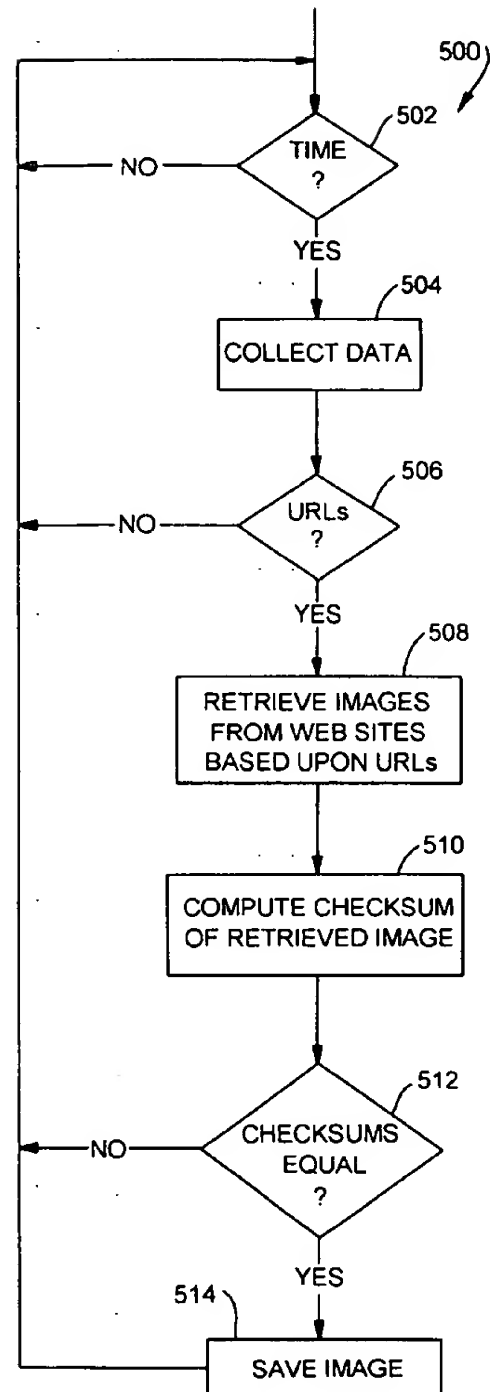 500
502
TIME
?
NO
YES
504
COLLECT DATA
506
URLs
?
NO
YES
508
RETRIEVE IMAGES
FROM WEB SITES
BASED UPON URLs
510
COMPUTE CHECKSUM
OF RETRIEVED IMAGE
512
CHECKSUMS
EQUAL
?
NO
YES
514
SAVE IMAGE